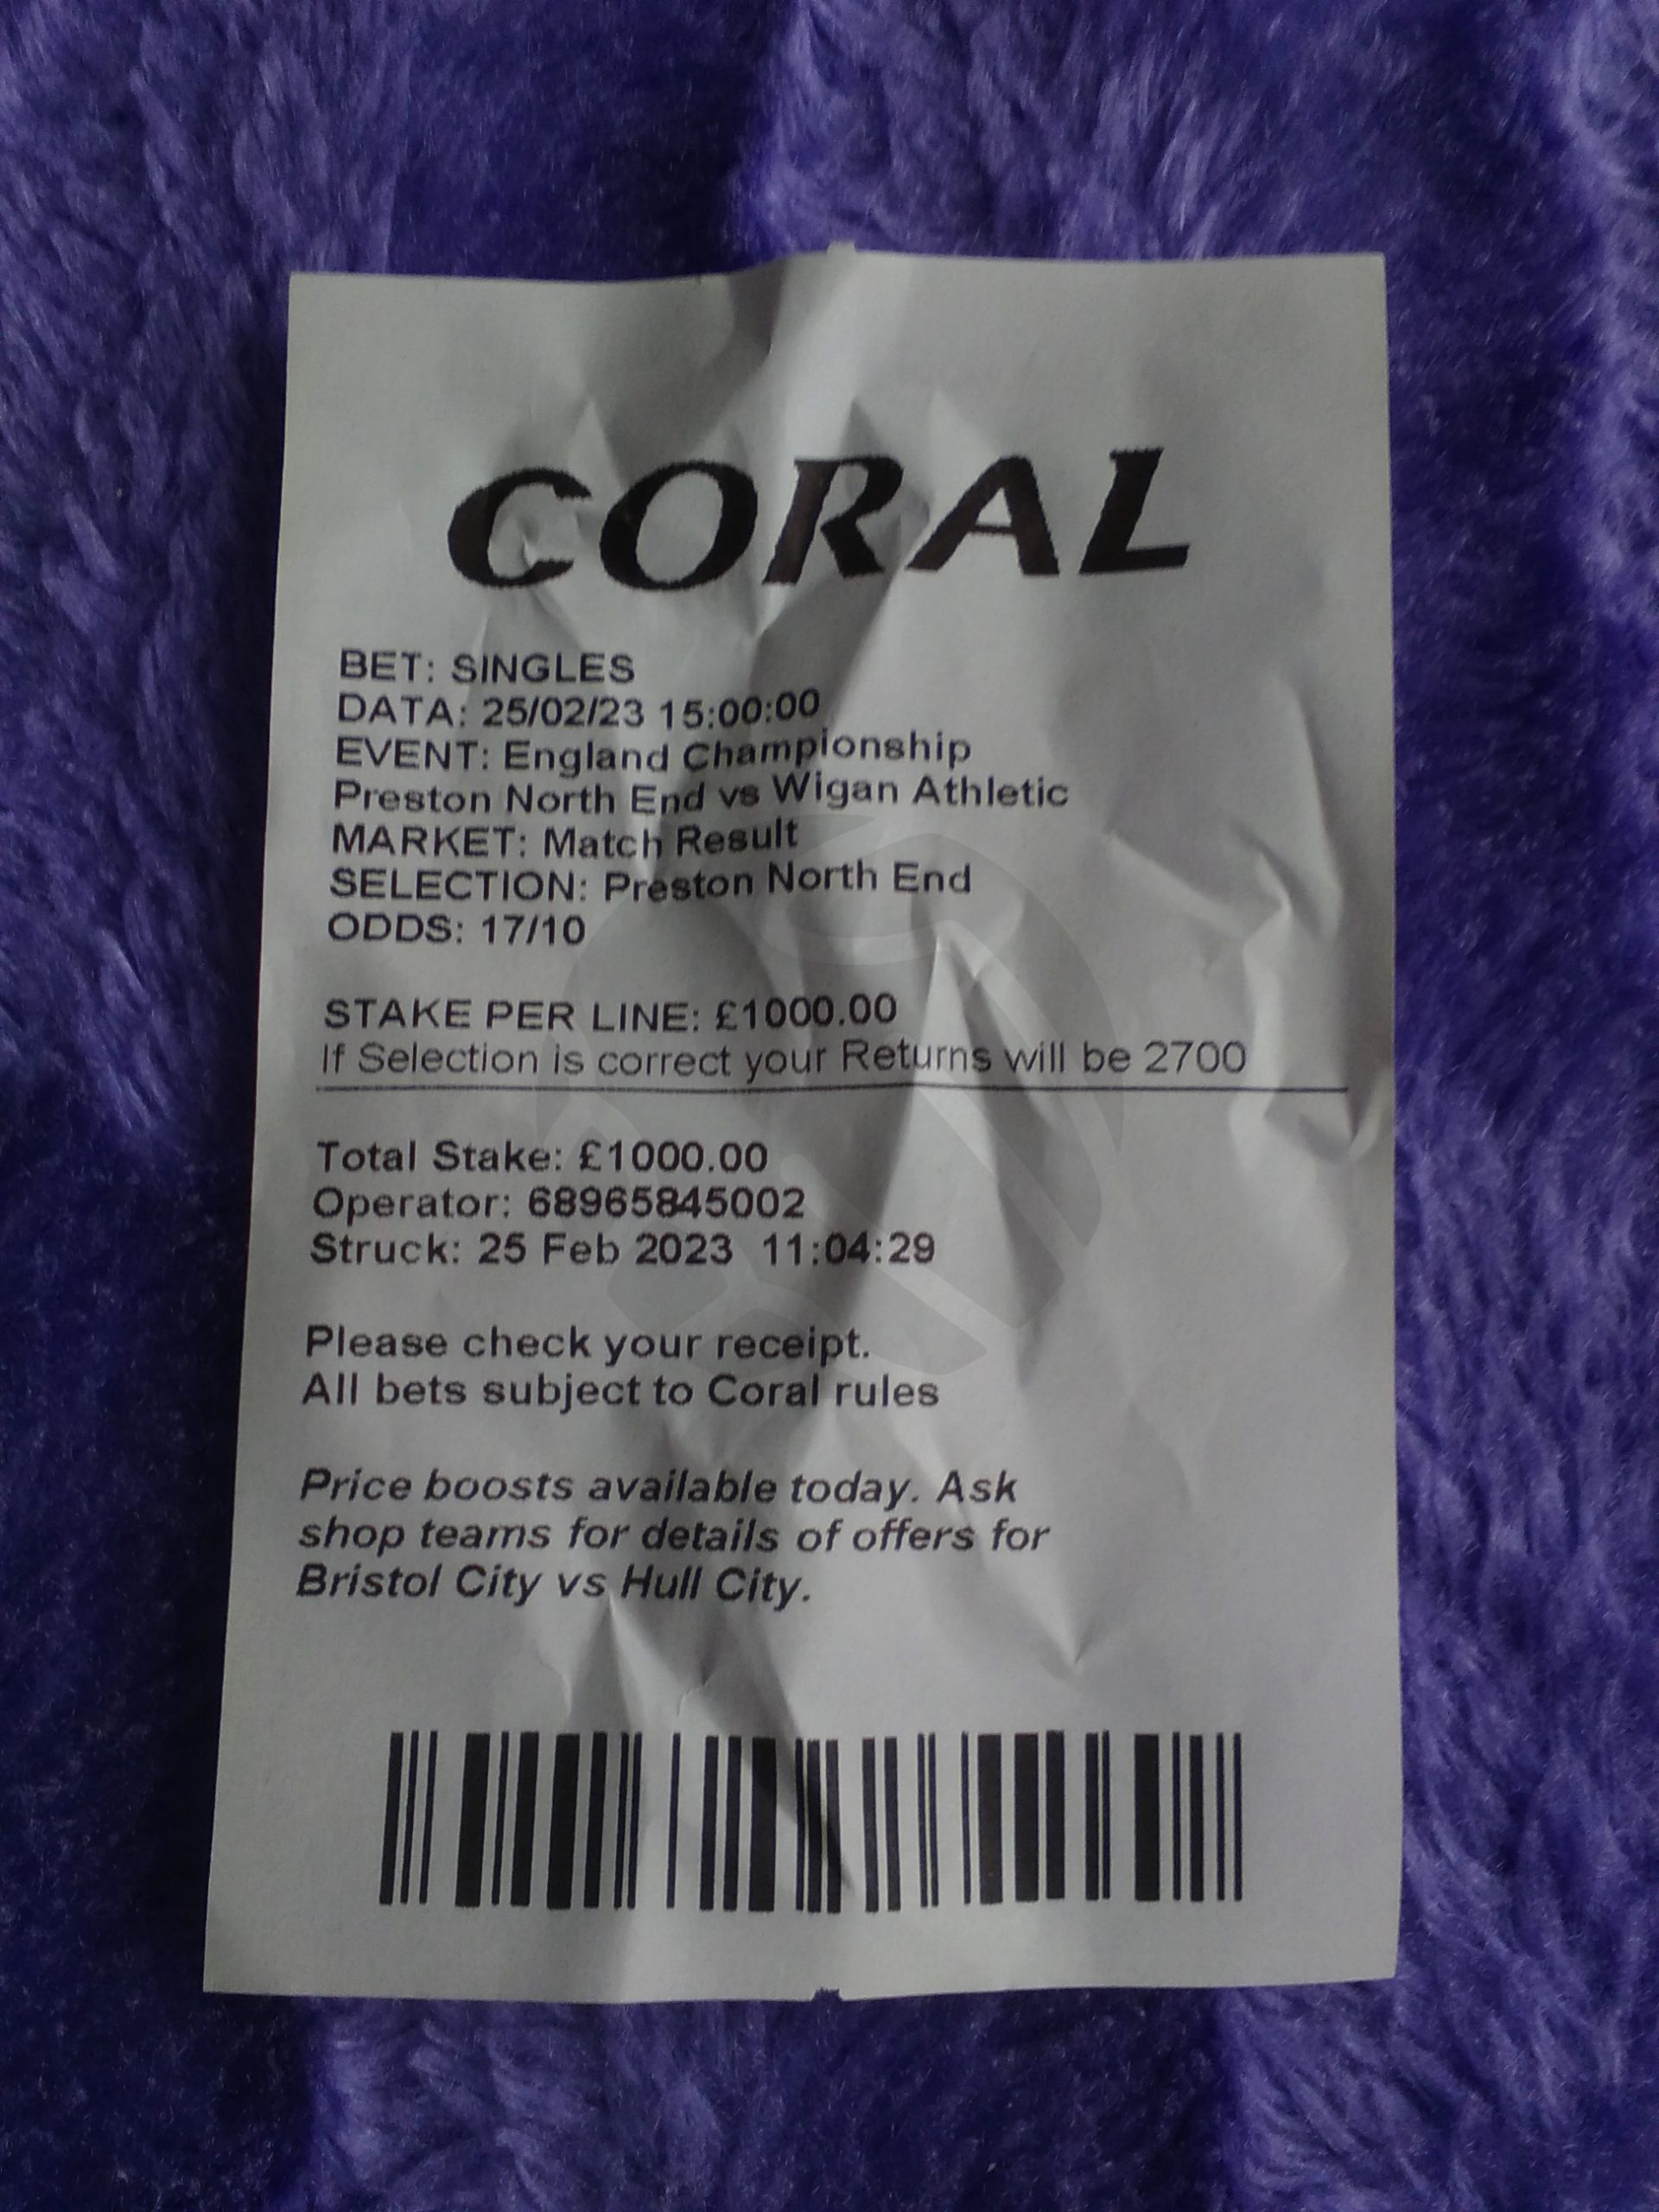 CORAL
BET: SINGLES
DATA: 25/02/23 15:00:00
EVENT: England Championship
Preston North End vs Wigan Athletic
MARKET: Match Result
SELECTION: Preston North End
ODDS: 17/10
STAKE PER LINE: £1000.00
If Selection is correct your Returns will be 2700
Total Stake: £1000.00
Operator: 68965845002
Struck: 25 Feb 2023 11:04:29
Please check your receipt.
All bets subject to Coral rules
Price boosts available today. Ask
shop teams for details of offers for
Bristol City vs Hull City.